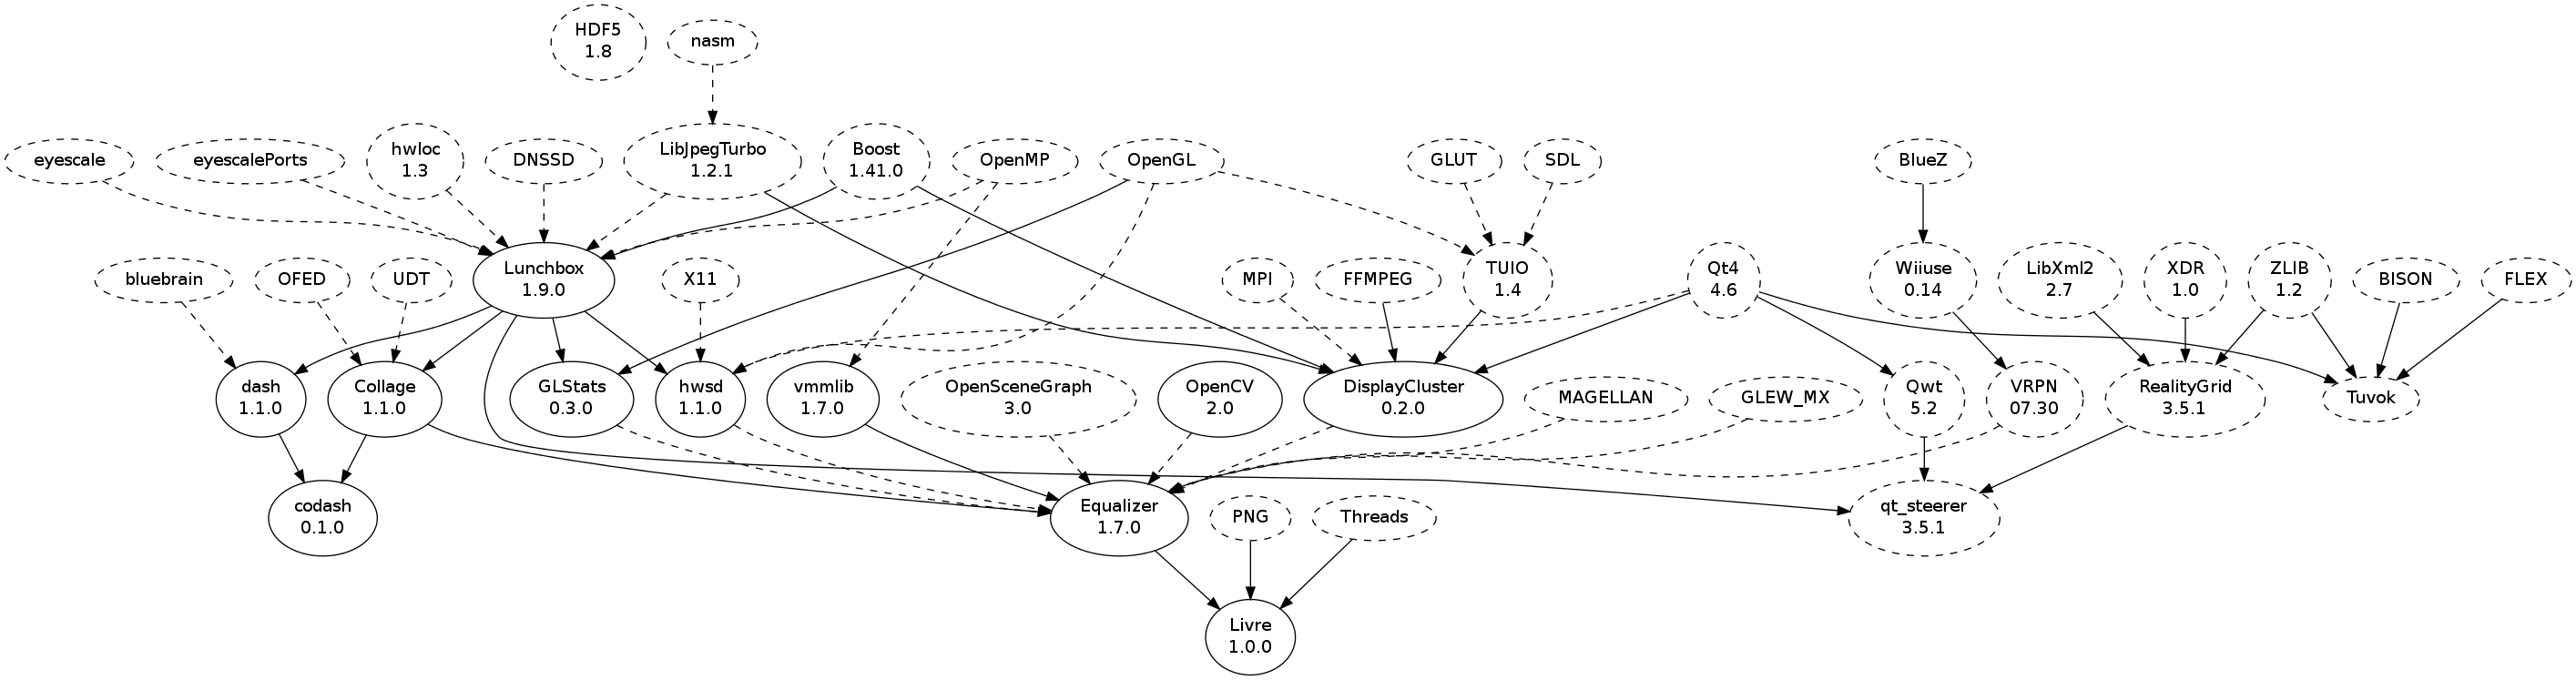 HDF5
1.8
nasm
eyescale
eyescalePorts
hwloc
1.3
DNSSD
LibJpegTurbo
1.2.1
Boost
1.41.0
OpenMP
OpenGL
GLUT
SDL
BlueZ
bluebrain
OFED
UDT
Lunchbox
1.9.0
X11
MPI
FFMPEG
TUIO
1.4
Qt4
4.6
Wiiuse
0.14
LibXml2
2.7
XDR
1.0
ZLIB
1.2
BISON
FLEX
dash
1.1.0
Collage
1.1.0
GLStats
0.3.0
hwsd
1.1.0
vmmlib
1.7.0
OpenSceneGraph
3.0
OpenCV
2.0
DisplayCluster
0.2.0
MAGELLAN
GLEW_MX
Qwt
5.2
VRPN
07.30
RealityGrid
3.5.1
Tuvok
codash
0.1.0
Equalizer
1.7.0
PNG
Threads
qt_steerer
3.5.1
Livre
1.0.0